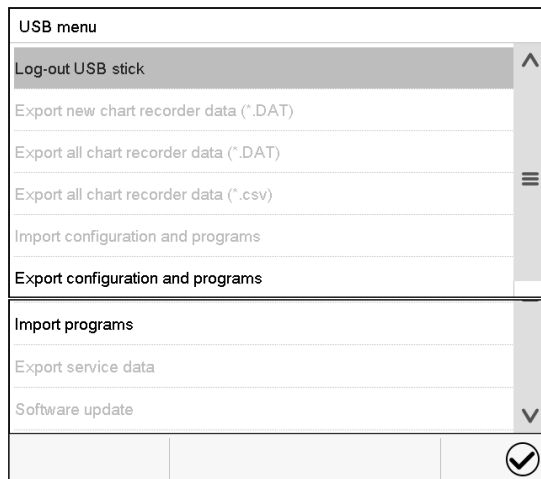 USB menu
Log-out USB stick
Export new chart recorder data (*.DAT)
Export all chart recorder data (*.DAT)
Export all chart recorder data (*.csv)
Import configuration and programs
Export configuration and programs
Import programs
Export service data
Software update